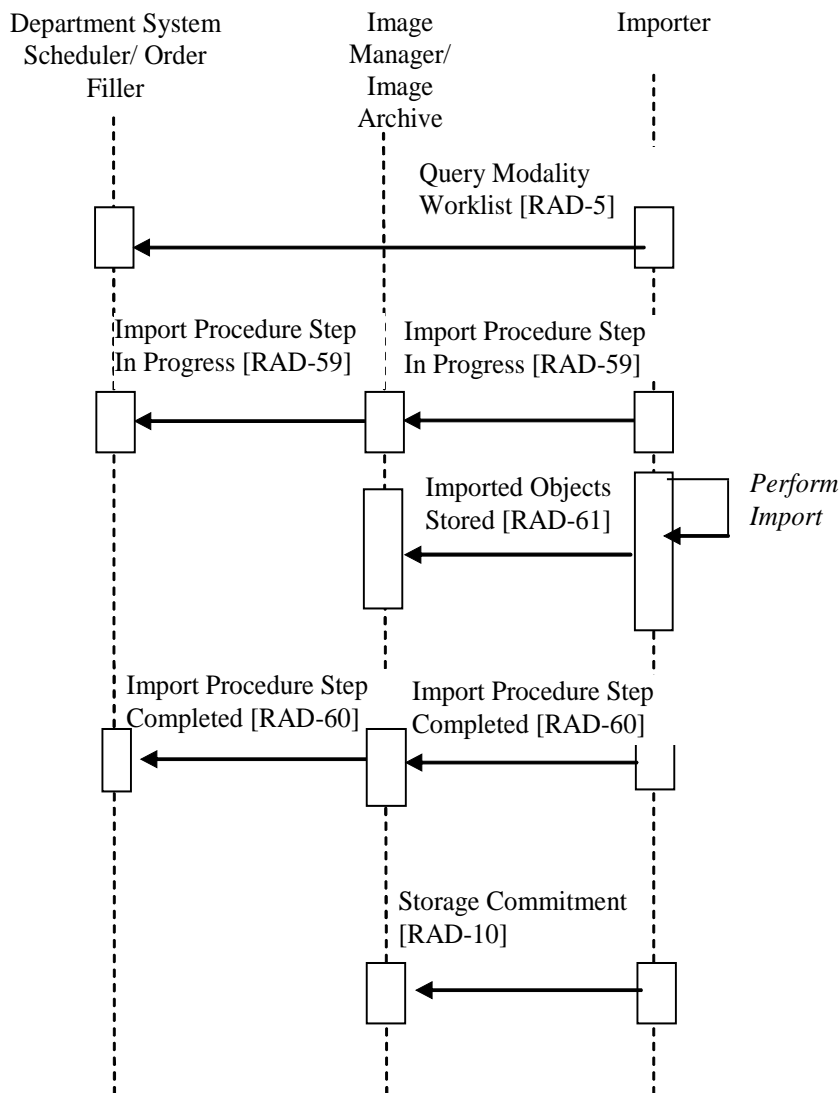 Department System
Scheduler/ Order
Filler
Image
Manager/
Image
Archive
Importer
Query Modality
Worklist [RAD-5]
Import Procedure Step
In Progress [RAD-59]
Import Procedure Step
In Progress [RAD-59]
Imported Objects
Stored [RAD-61]
Perform
Import
Import Procedure Step
Completed [RAD-60]
Import Procedure Step
Completed [RAD-60]
Storage Commitment
[RAD-10]